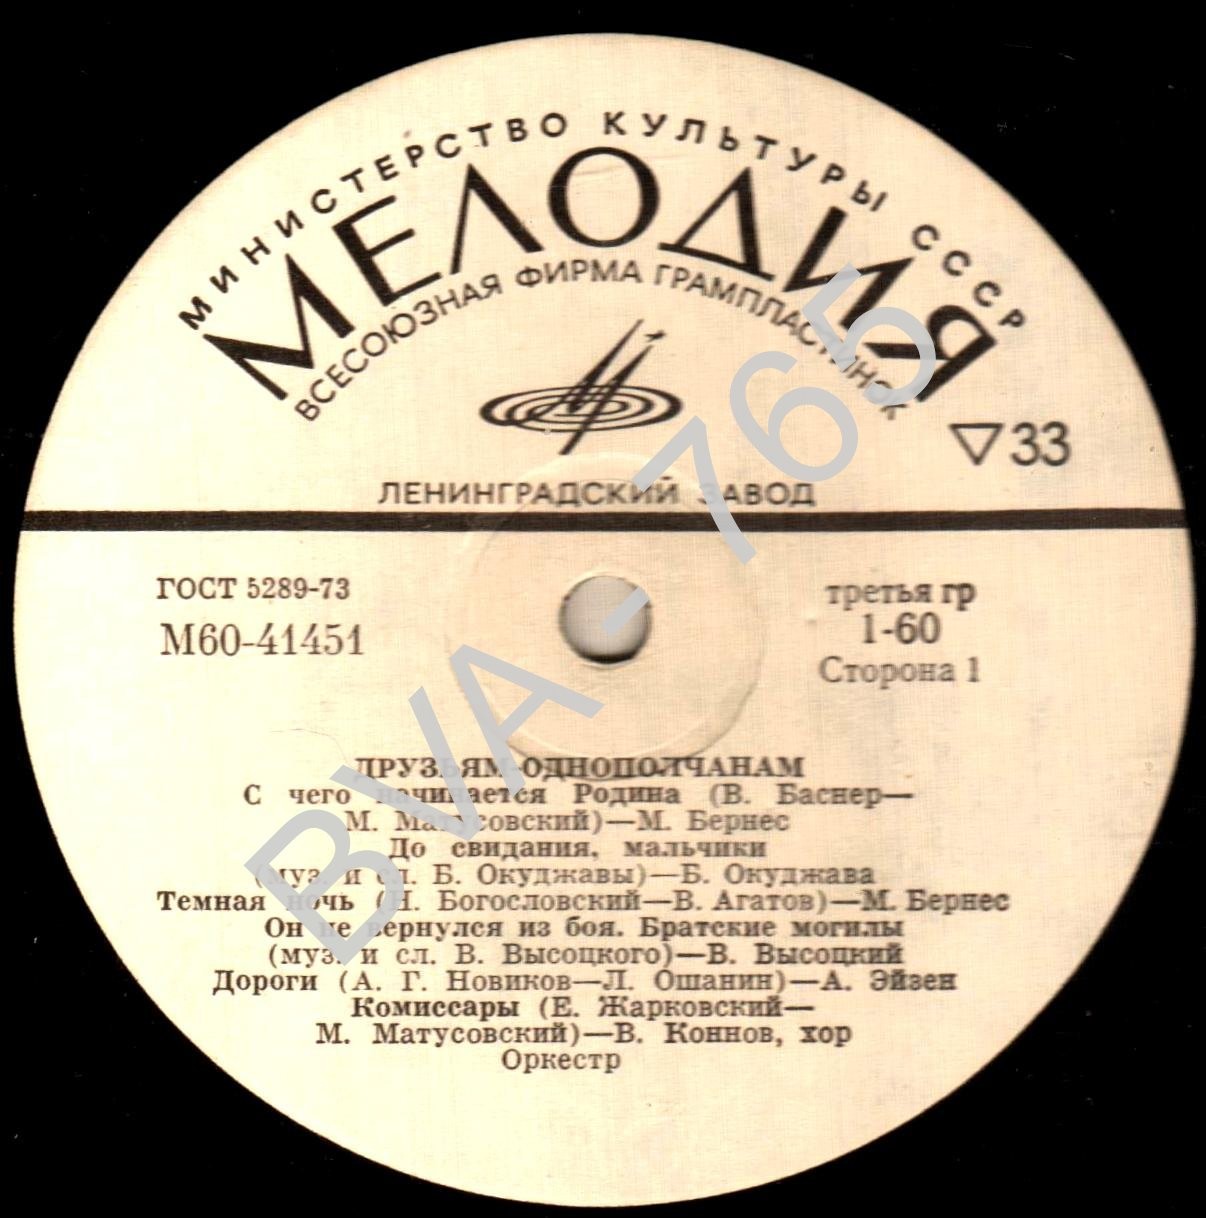 МИНИСТЕРСТВО КУЛЬТУРЫ СССР
МЕЛОДИЯ
ВСЕСОЮЗНАЯ ФИРМА ГРАМПЛАСТИНОК
▽33
ЛЕНИНГРАДСКИЙ ЗАВОД
ГОСТ 5289-73
М60-41451
третья гр
1-60
Сторона 1
ДРУЗЬЯМ-ОДНОПОЛЧАНАМ
С чего начинается Родина (В. Баснер—
М. Матусовский)—М. Бернес
До свидания, мальчики
(муз. и сл. Б. Окуджавы)—Б. Окуджава
Темная ночь (Н. Богословский—В. Агатов)—М. Бернес
Он не вернулся из боя. Братские могилы
(муз. и сл. В. Высоцкого)—В. Высоцкий
Дороги (А. Г. Новиков—Л. Ошанин)—А. Эйзен
Комиссары (Е. Жарковский—
М. Матусовский)—В. Коннов, хор
Оркестр
BVA - 765